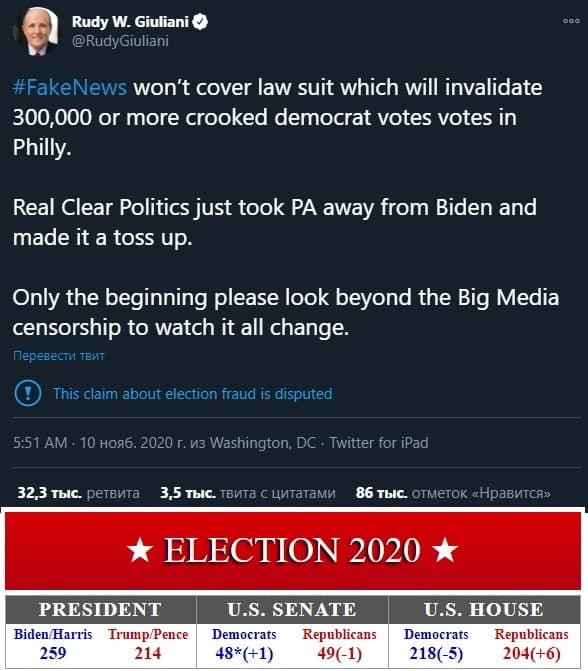 Rudy W. Giuliani
@RudyGiuliani
#FakeNews won’t cover law suit which will invalidate
300,000 or more crooked democrat votes votes in
Philly.
Real Clear Politics just took PA away from Biden and
made it a toss up.
Only the beginning please look beyond the Big Media
censorship to watch it all change.
Перевести твит
This claim about election fraud is disputed
5:51 AM · 10 нояб. 2020 г. из Washington, DC · Twitter for iPad
32,3 тыс. ретвита 3,5 тыс. твита с цитатами 86 тыс. отметок «Нравится»
★ ELECTION 2020 ★
PRESIDENT U.S. SENATE U.S. HOUSE
Biden/Harris Trump/Pence Democrats Republicans Democrats Republicans
259 214 48*(+1) 49(-1) 218(-5) 204(+6)